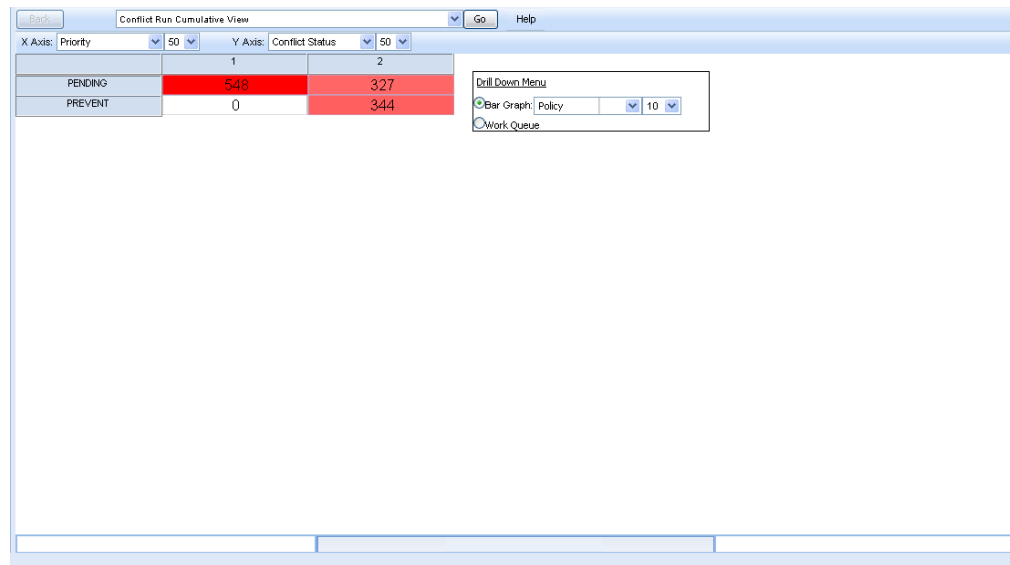 Back Conflict Run Cumulative View Go Help
X Axis: Priority 50 Y Axis: Conflict Status 50
1 2
PENDING 548 327
PREVENT 0 344
Drill Down Menu
Bar Graph: Policy 10
Work Queue